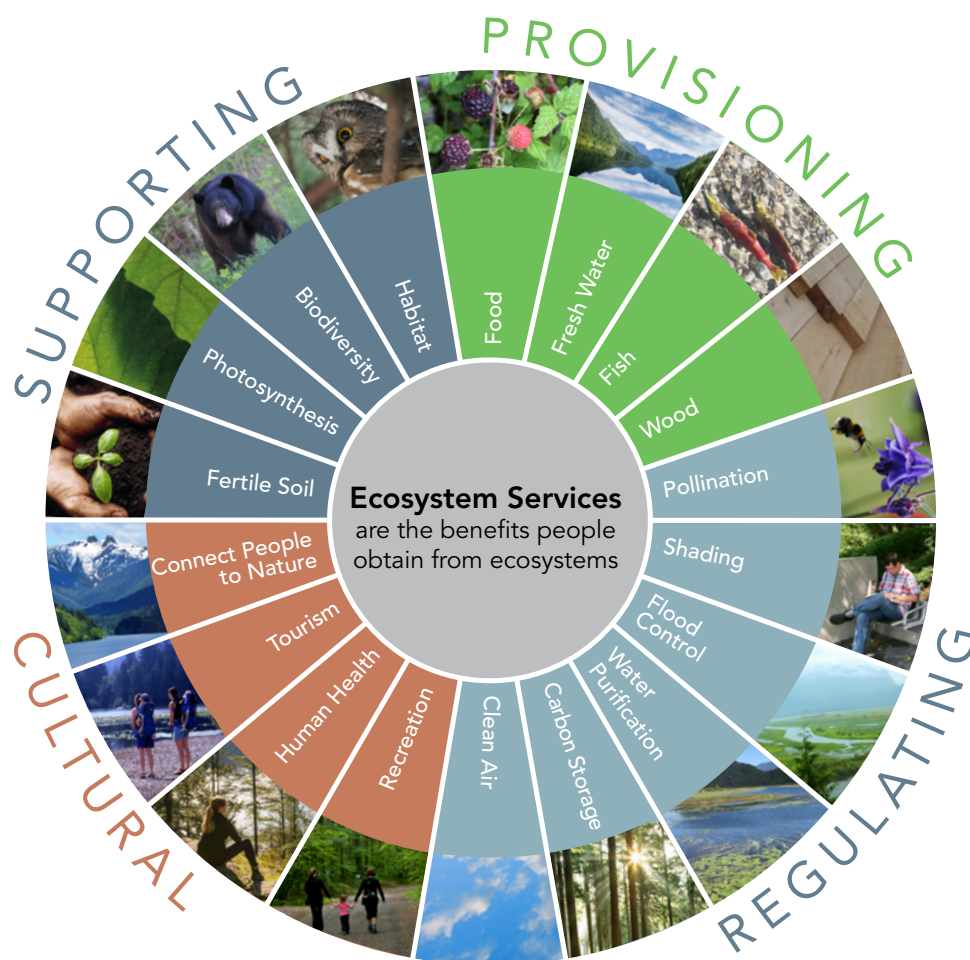 SUPPORTING
PROVISIONING
REGULATING
CULTURAL
Ecosystem Services
are the benefits people
obtain from ecosystems
Food
Fresh Water
Fish
Wood
Pollination
Shading
Flood
Control
Water
Purification
Carbon Storage
Clean Air
Recreation
Human Health
Tourism
Connect People
to Nature
Fertile Soil
Photosynthesis
Biodiversity
Habitat